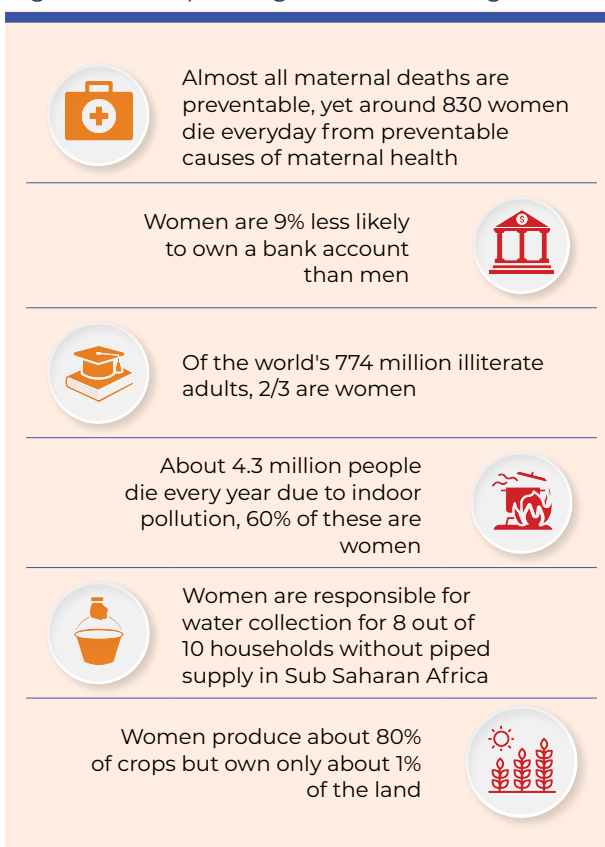 Almost all maternal deaths are
preventable, yet around 830 women
die everyday from preventable
causes of maternal health
Women are 9% less likely
to own a bank account
than men
$
Of the world's 774 million illiterate
adults, 2/3 are women
About 4.3 million people
die every year due to indoor
pollution, 60% of these are
women
Women are responsible for
water collection for 8 out of
10 households without piped
supply in Sub Saharan Africa
Women produce about 80%
of crops but own only about 1%
of the land